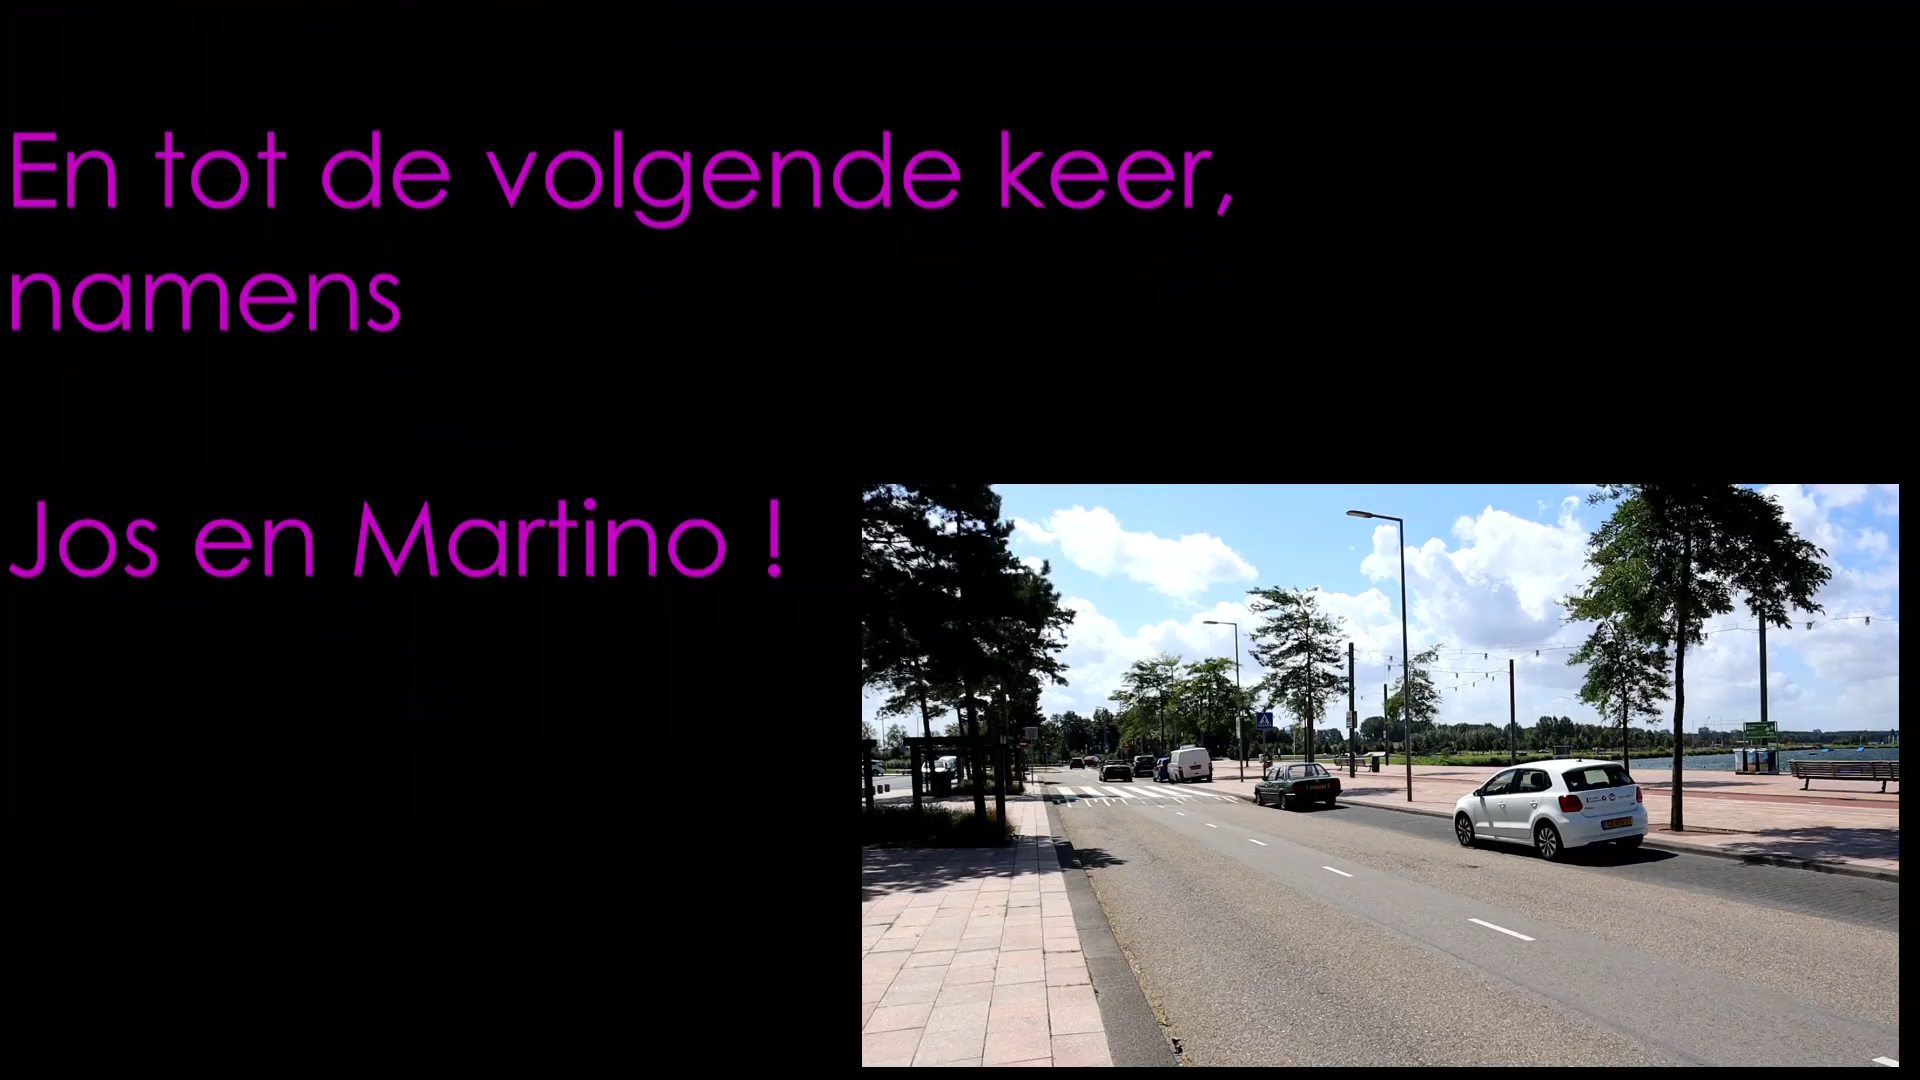 En tot de volgende keer,
namens
Jos en Martino !